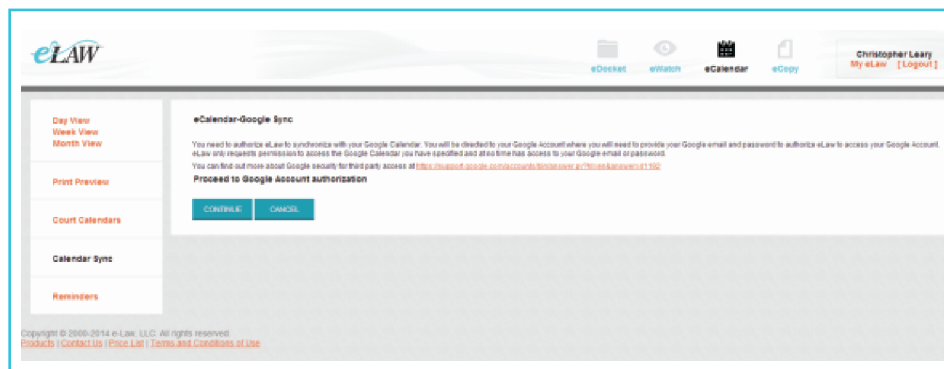 eLAW
eDocket eWatch eCalendar eCopy
Christopher Leary
My eLaw [ Logout ]
Day View
Week View
Month View
Print Preview
Court Calendars
Calendar Sync
Reminders
eCalendar-Google Sync
You need to authorize eLaw to synchronize with your Google Calendar. You will be directed to your Google Account where you will need to provide your Google email and password to authorize eLaw to access your Google Account.
eLaw only requests permission to access the Google Calendar you have specified and at no time has access to your Google email or password.
You can find out more about Google security for third party access at
Proceed to Google Account authorization
CONTINUE CANCEL
Copyright © 2000-2014 e-Law, LLC. All rights reserved.
Products | Contact Us | Price List | Terms and Conditions of Use